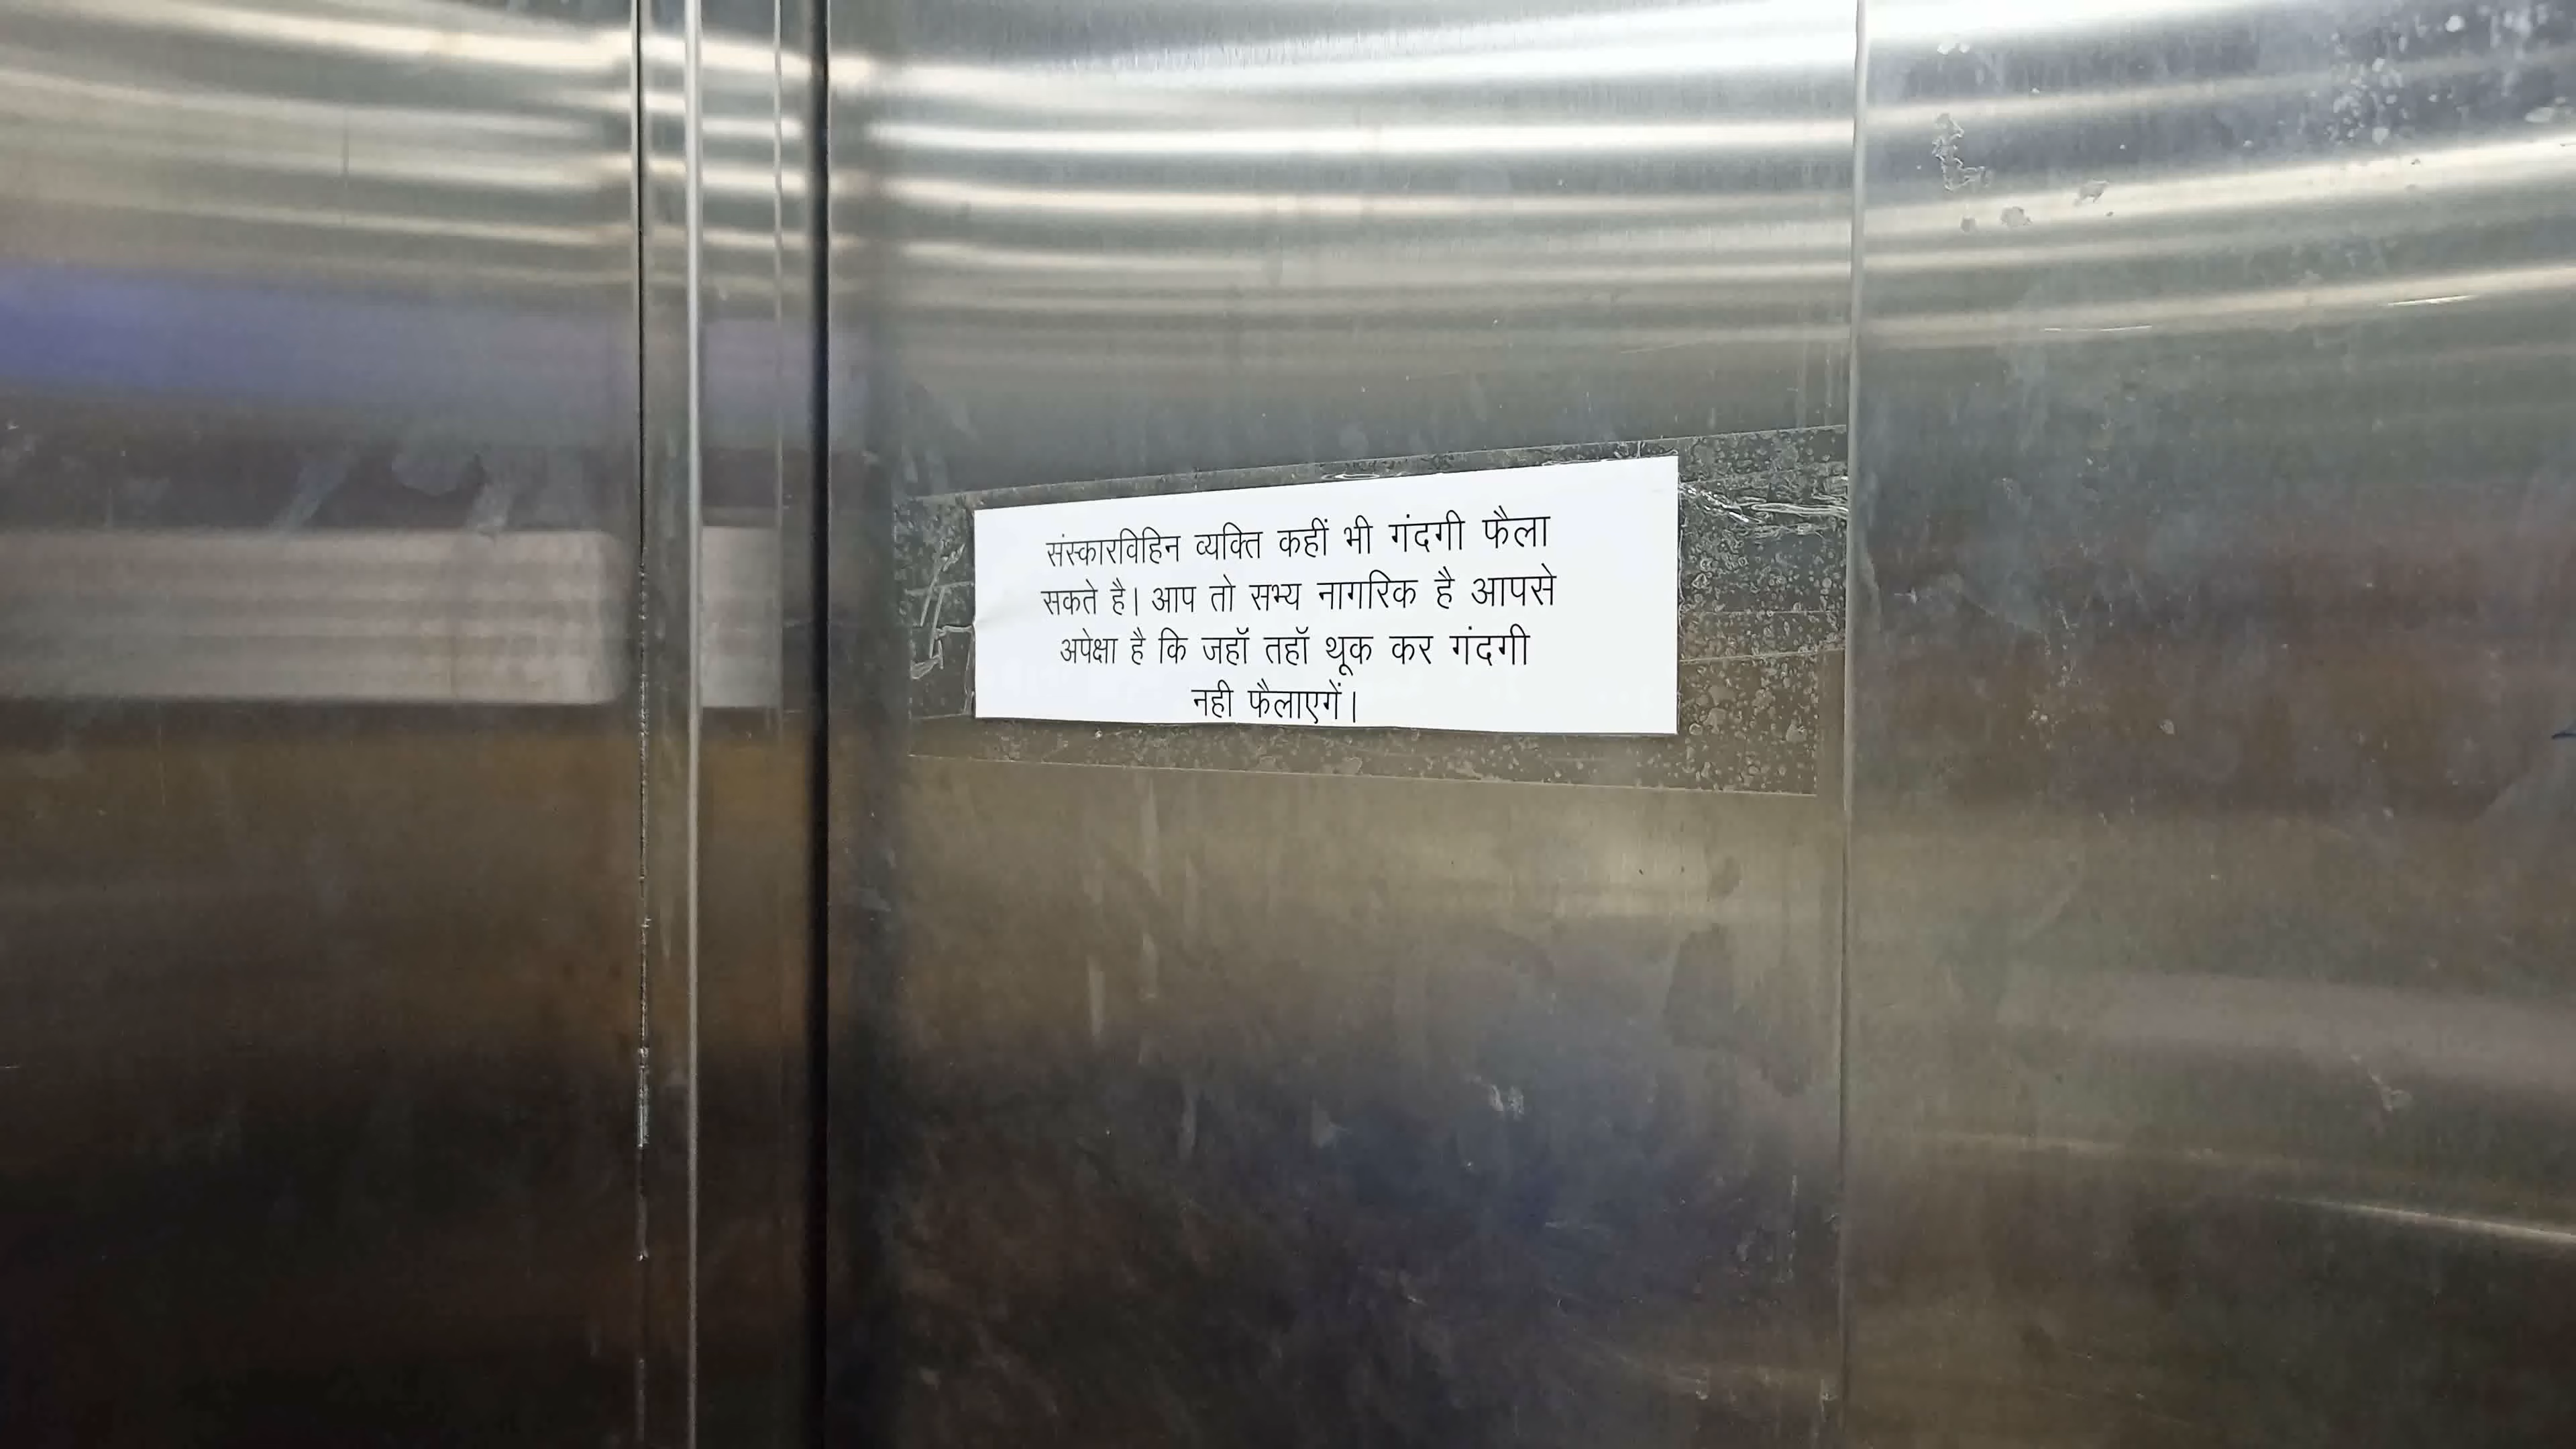 संस्कारविहिन व्यक्ति कहीं भी गंदगी फैला
सकते है। आप तो सभ्य नागरिक है आपसे
अपेक्षा है कि जहॉ तहॉ थूक कर गंदगी
नही फैलाएगें।